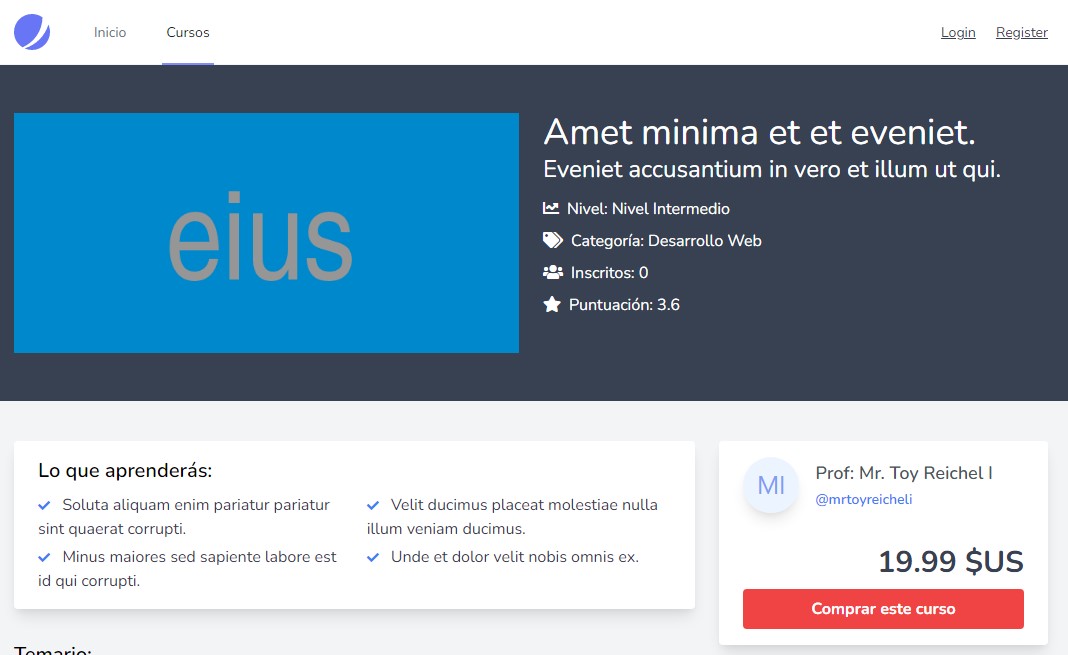 Inicio
Cursos
Login
Register
eius
Amet minima et et eveniet.
Eveniet accusantium in vero et illum ut qui.
Nivel: Nivel Intermedio
Categoría: Desarrollo Web
Inscritos: 0
Puntuación: 3.6
Lo que aprenderás:
Soluta aliquam enim pariatur pariatur
sint quaerat corrupti.
Velit ducimus placeat molestiae nulla
illum veniam ducimus.
Minus maiores sed sapiente labore est
id qui corrupti.
Unde et dolor velit nobis omnis ex.
MI
Prof: Mr. Toy Reichel I
@mrtoyreicheli
19.99 $US
Comprar este curso
Temario: